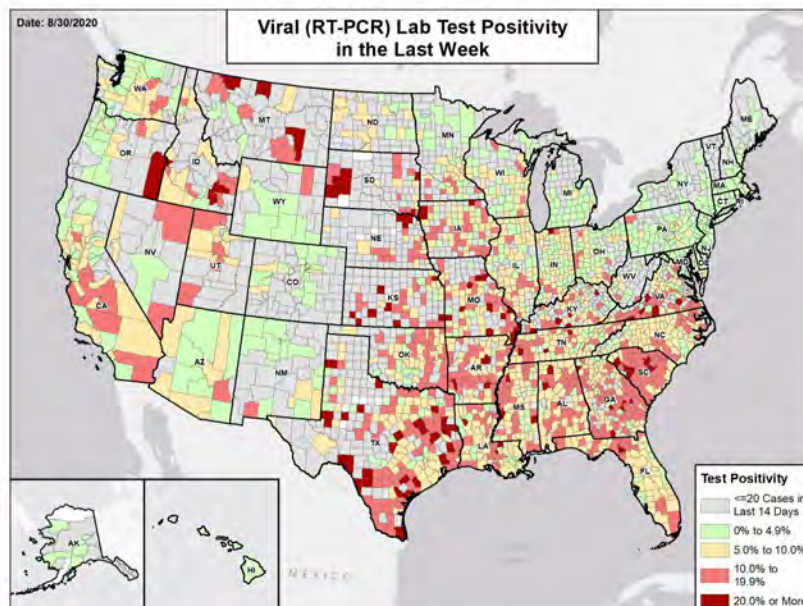 Date: 8/30/2020
Viral (RT-PCR) Lab Test Positivity
in the Last Week
WA
MT
ND
MN
ME
VT
NH
OR
ID
SD
WI
MI
NY
MA
CT
WY
IA
PA
NJ
NE
IL
IN
OH
MD
DE
NV
UT
CO
WV
VA
CA
KS
MO
KY
NC
TN
AZ
NM
OK
AR
SC
MS
AL
GA
TX
LA
FL
AK
HI
MEXICO
Test Positivity
<=20 Cases in
Last 14 Days
0% to 4.9%
5.0% to 10.0%
10.0% to
19.9%
20.0% or More